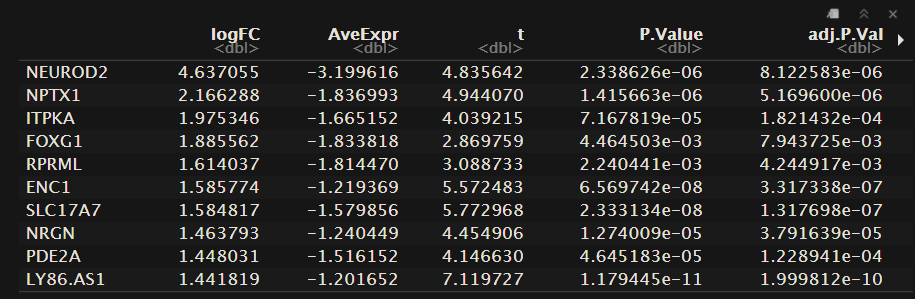 logFC AveExpr t P.Value adj.P.Val
<dbl> <dbl> <dbl> <dbl> <dbl>
NEUROD2 4.637055 -3.199616 4.835642 2.338626e-06 8.122583e-06
NPTX1 2.166288 -1.836993 4.944070 1.415663e-06 5.169600e-06
ITPKA 1.975346 -1.665152 4.039215 7.167819e-05 1.821432e-04
FOXG1 1.885562 -1.833818 2.869759 4.464503e-03 7.943725e-03
RPRML 1.614037 -1.814470 3.088733 2.240441e-03 4.244917e-03
ENC1 1.585774 -1.219369 5.572483 6.569742e-08 3.317338e-07
SLC17A7 1.584817 -1.579856 5.772968 2.333134e-08 1.317698e-07
NRGN 1.463793 -1.240449 4.454906 1.274009e-05 3.791639e-05
PDE2A 1.448031 -1.516152 4.146630 4.645183e-05 1.228941e-04
LY86.AS1 1.441819 -1.201652 7.119727 1.179445e-11 1.999812e-10